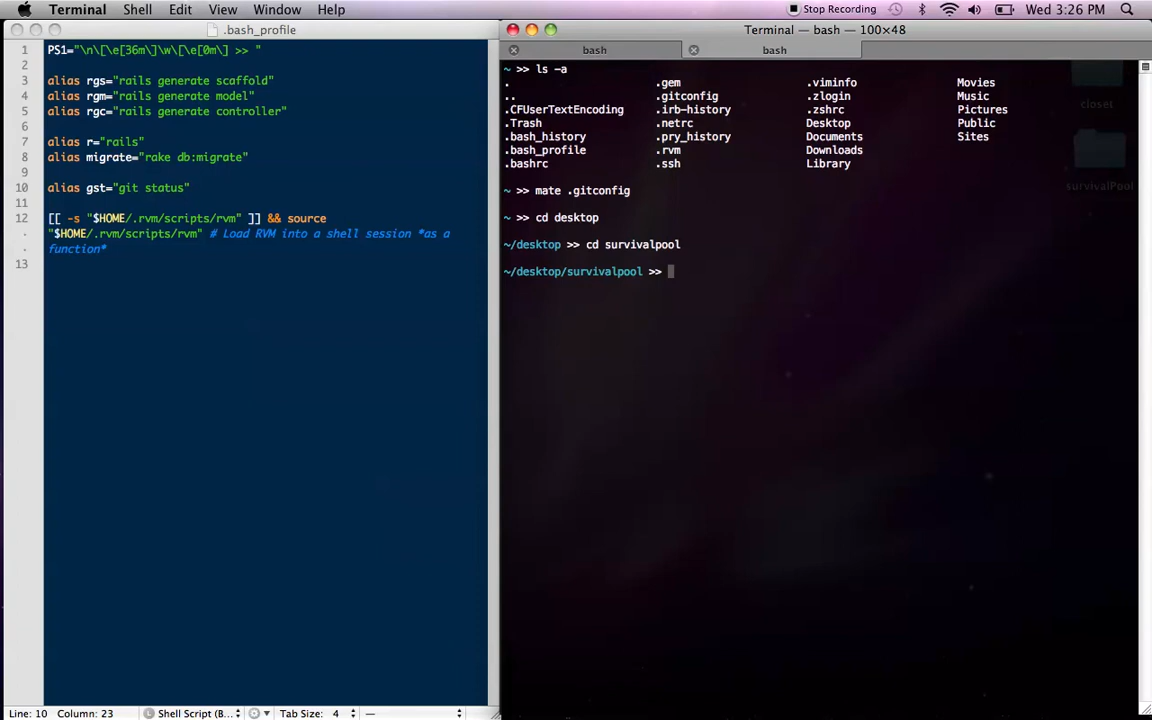 Terminal Shell Edit View Window Help
Stop Recording
Wed 3:26 PM
.bash_profile
1 PS1="\n\[\e[36m\]\w\[\e[0m\] >> "
2
3 alias rgs="rails generate scaffold"
4 alias rgm="rails generate model"
5 alias rgc="rails generate controller"
6
7 alias r="rails"
8 alias migrate="rake db:migrate"
9
10 alias gst="git status"
11
12 [[ -s "$HOME/.rvm/scripts/rvm" ]] && source
"$HOME/.rvm/scripts/rvm" # Load RVM into a shell session *as a
function*
13
Line: 10 Column: 23
Shell Script (B...
Tab Size: 4
—
Terminal — bash — 100×48
bash
bash
~ >> ls -a
. .gem .viminfo Movies
.. .gitconfig .zlogin Music
.CFUserTextEncoding .irb-history .zshrc Pictures
.Trash .netrc Desktop Public
.bash_history .pry_history Documents Sites
.bash_profile .rvm Downloads
.bashrc .ssh Library
~ >> mate .gitconfig
~ >> cd desktop
~/desktop >> cd survivalpool
~/desktop/survivalpool >>
closet
survivalPool